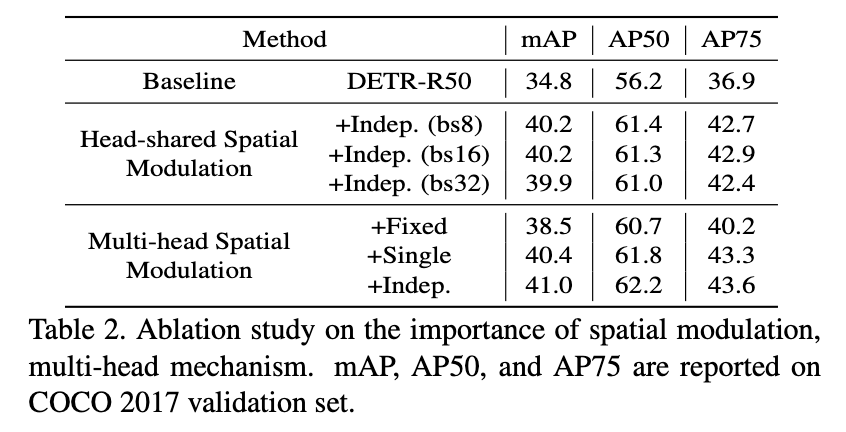 Method mAP AP50 AP75
Baseline DETR-R50 34.8 56.2 36.9
Head-shared Spatial Modulation
+Indep. (bs8) 40.2 61.4 42.7
+Indep. (bs16) 40.2 61.3 42.9
+Indep. (bs32) 39.9 61.0 42.4
Multi-head Spatial Modulation
+Fixed 38.5 60.7 40.2
+Single 40.4 61.8 43.3
+Indep. 41.0 62.2 43.6
Table 2. Ablation study on the importance of spatial modulation,
multi-head mechanism. mAP, AP50, and AP75 are reported on
COCO 2017 validation set.